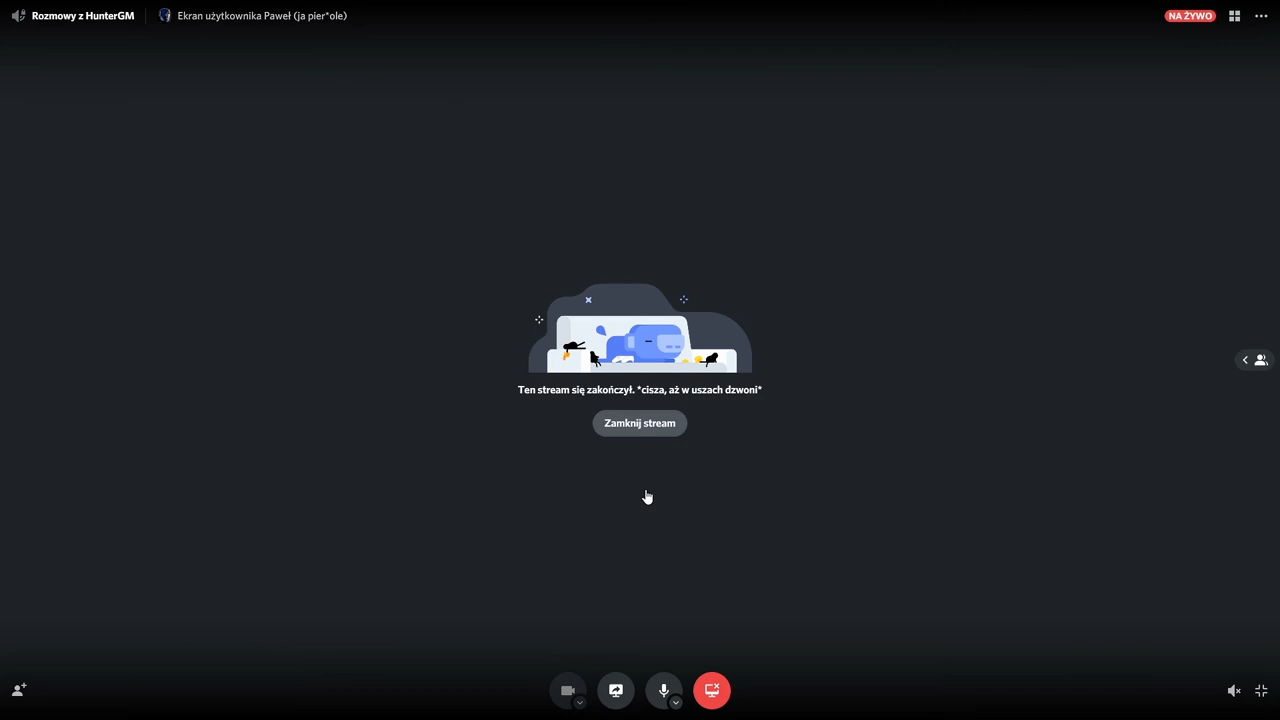 Rozmowy z HunterGM
Ekran użytkownika Paweł (ja pier*ole)
NA ŻYWO
Ten stream się zakończył. *cisza, aż w uszach dzwoni*
Zamknij stream